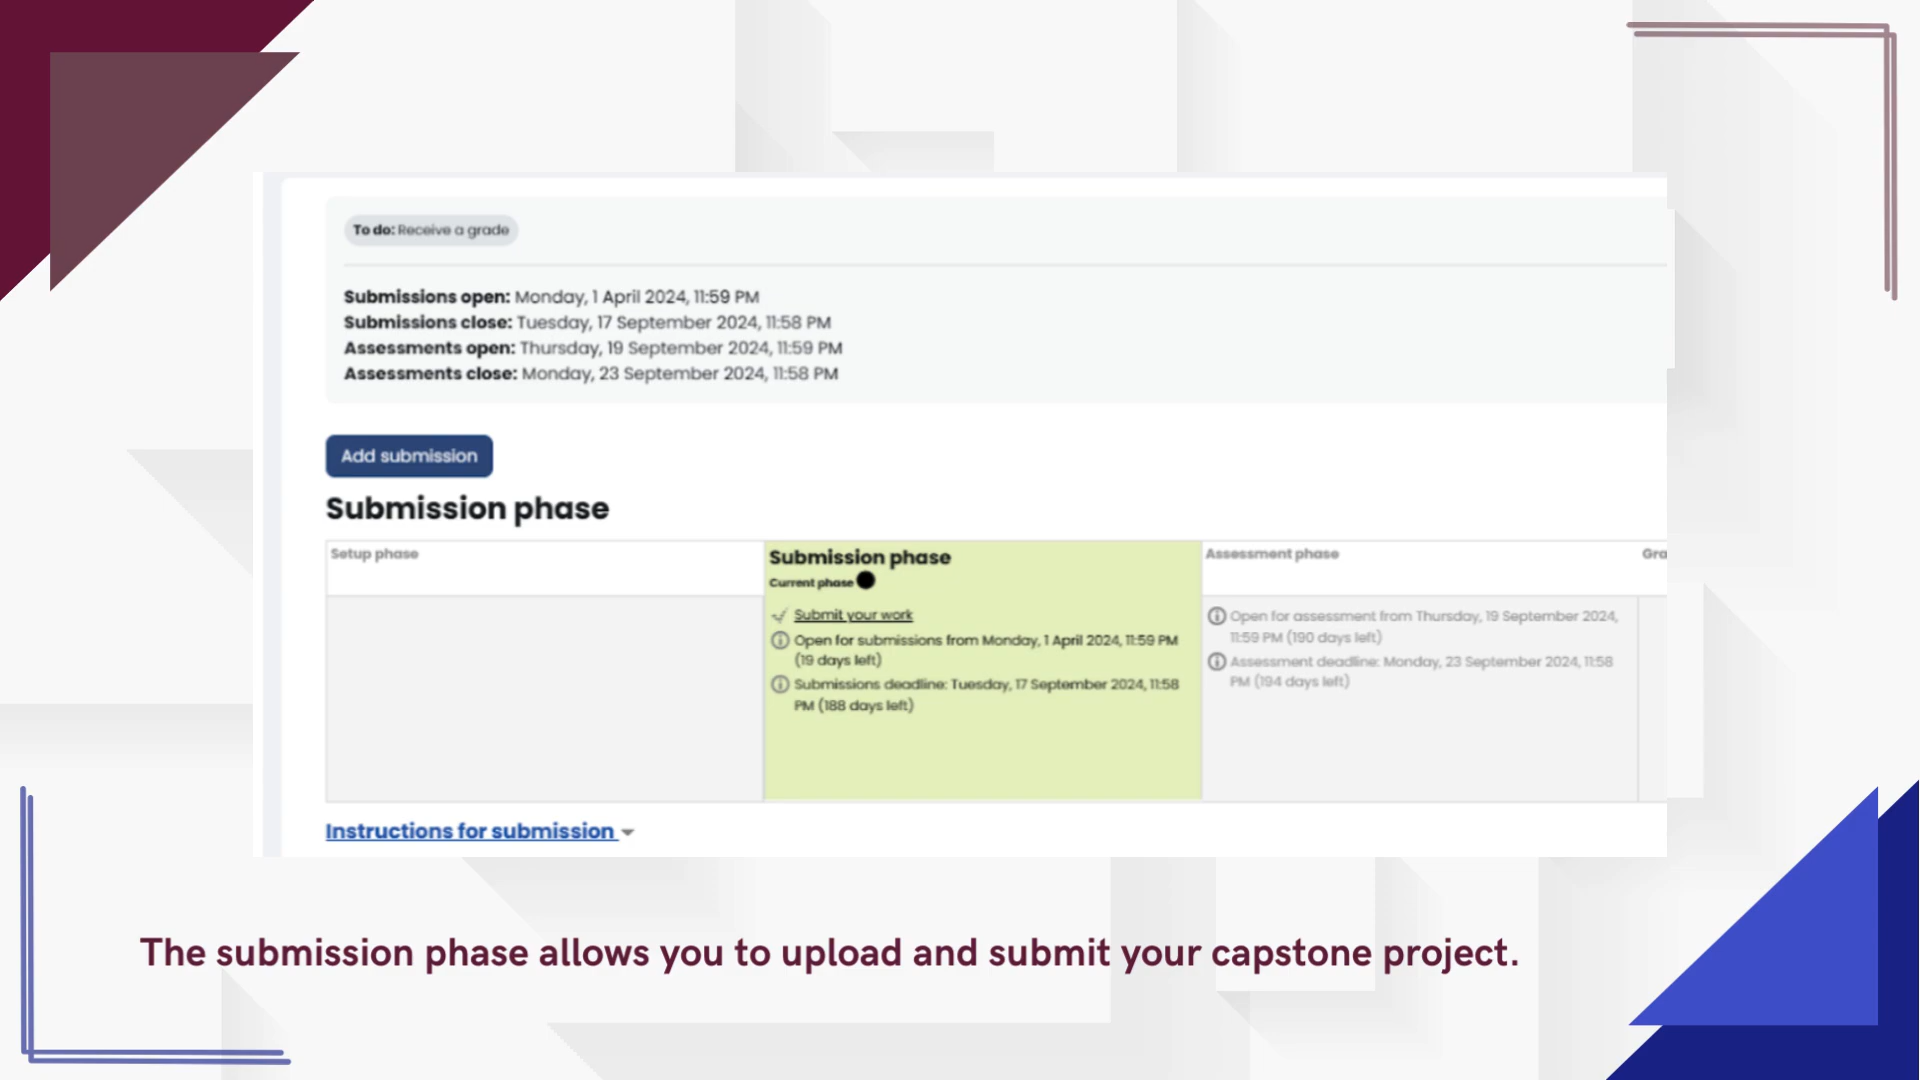 To do: Receive a grade
Submissions open: Monday, 1 April 2024, 11:59 PM
Submissions close: Tuesday, 17 September 2024, 11:58 PM
Assessments open: Thursday, 19 September 2024, 11:59 PM
Assessments close: Monday, 23 September 2024, 11:58 PM
Add submission
Submission phase
Setup phase
Submission phase
Current phase
Submit your work
Open for submissions from Monday, 1 April 2024, 11:59 PM
(19 days left)
Submissions deadline: Tuesday, 17 September 2024, 11:58
PM (188 days left)
Assessment phase
Open for assessment from Thursday, 19 September 2024,
11:59 PM (190 days left)
Assessment deadline: Monday, 23 September 2024, 11:58
PM (194 days left)
Gra
Instructions for submission
The submission phase allows you to upload and submit your capstone project.